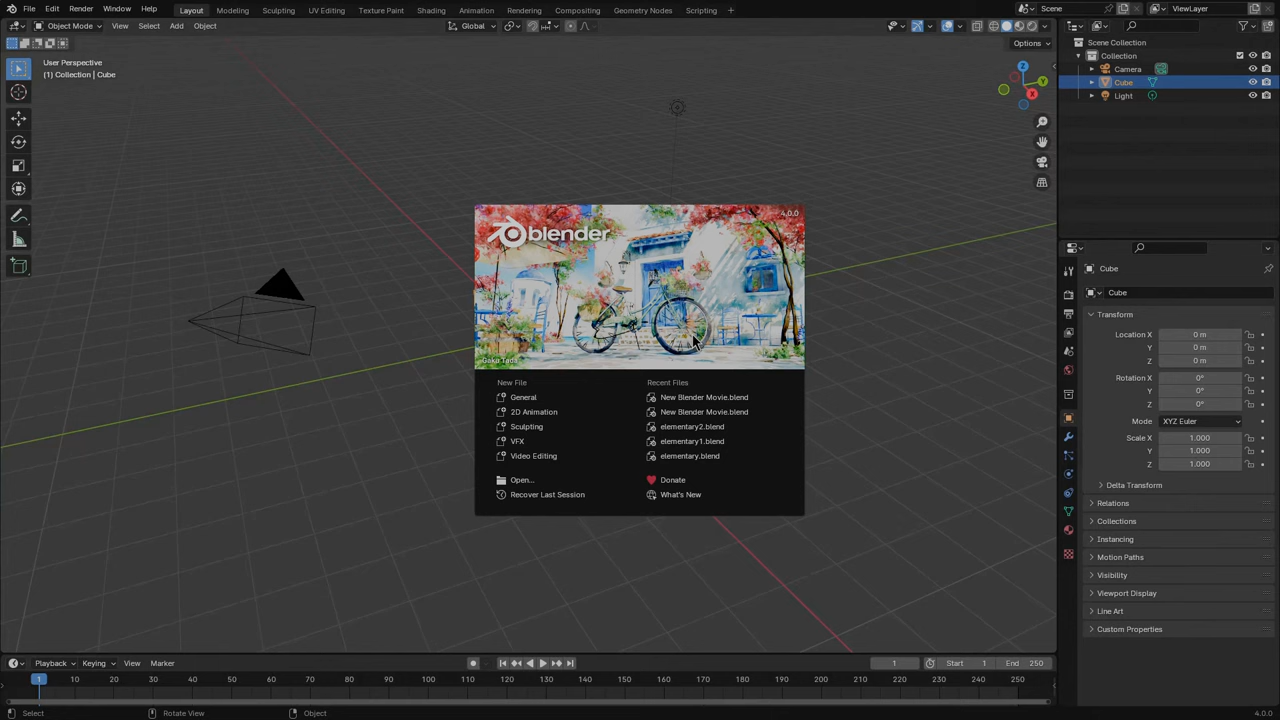 File Edit Render Window Help Layout Modeling Sculpting UV Editing Texture Paint Shading Animation Rendering Compositing Geometry Nodes Scripting + Scene ViewLayer
Object Mode View Select Add Object Global
Options
User Perspective
(1) Collection | Cube
Z
Y
X
Scene Collection
Collection
Camera
Cube
Light
blender
4.0.0
Gaku Tada
New File
General
2D Animation
Sculpting
VFX
Video Editing
Open...
Recover Last Session
Recent Files
New Blender Movie.blend
New Blender Movie.blend
elementary2.blend
elementary1.blend
elementary.blend
Donate
What's New
Cube
Cube
Transform
Location X 0 m
Y 0 m
Z 0 m
Rotation X 0°
Y 0°
Z 0°
Mode XYZ Euler
Scale X 1.000
Y 1.000
Z 1.000
Delta Transform
Relations
Collections
Instancing
Motion Paths
Visibility
Viewport Display
Line Art
Custom Properties
Playback Keying View Marker 1 Start 1 End 250
1 10 20 30 40 50 60 70 80 90 100 110 120 130 140 150 160 170 180 190 200 210 220 230 240 250
Select Rotate View Object 4.0.0